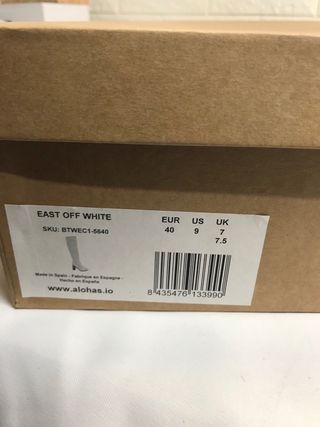 EAST OFF WHITE
SKU: BTWEC1-5640
EUR US UK
40 9 7
7.5
Made in Spain - Fabriqué en Espagne -
Hecho en España
www.alohas.io
8 435476 133990